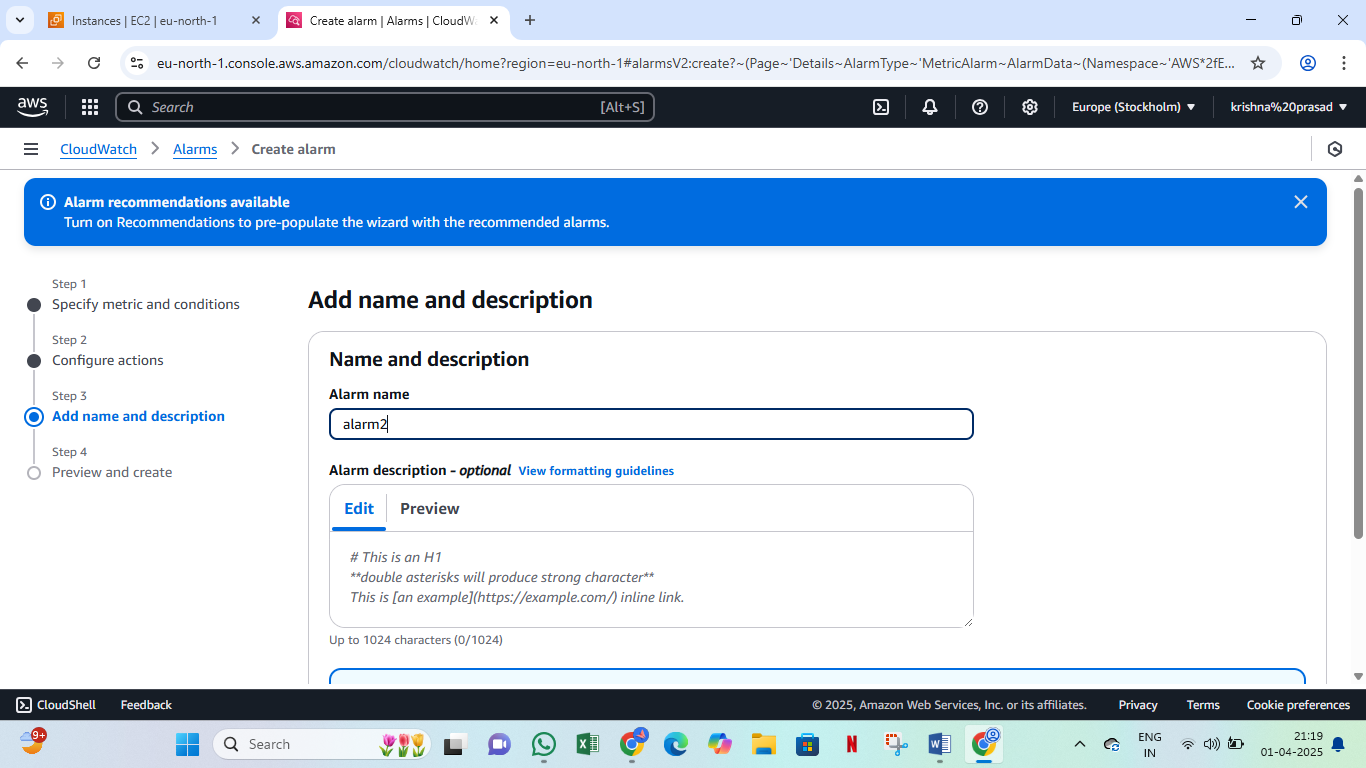 Instances | EC2 | eu-north-1
Create alarm | Alarms | CloudW
eu-north-1.console.aws.amazon.com/cloudwatch/home?region=eu-north-1#alarmsV2:create?~(Page~'Details~AlarmType~'MetricAlarm~AlarmData~(Namespace~'AWS*2fE...
aws
Search [Alt+S]
Europe (Stockholm)
krishna%20prasad
CloudWatch
Alarms
Create alarm
Alarm recommendations available
Turn on Recommendations to pre-populate the wizard with the recommended alarms.
Step 1
Specify metric and conditions
Step 2
Configure actions
Step 3
Add name and description
Step 4
Preview and create
Add name and description
Name and description
Alarm name
alarm2
Alarm description - optional View formatting guidelines
Edit Preview
# This is an H1
**double asterisks will produce strong character**
This is [an example](https://example.com/) inline link.
Up to 1024 characters (0/1024)
CloudShell Feedback
© 2025, Amazon Web Services, Inc. or its affiliates. Privacy Terms Cookie preferences
9+
Search
ENG
IN
21:19
01-04-2025